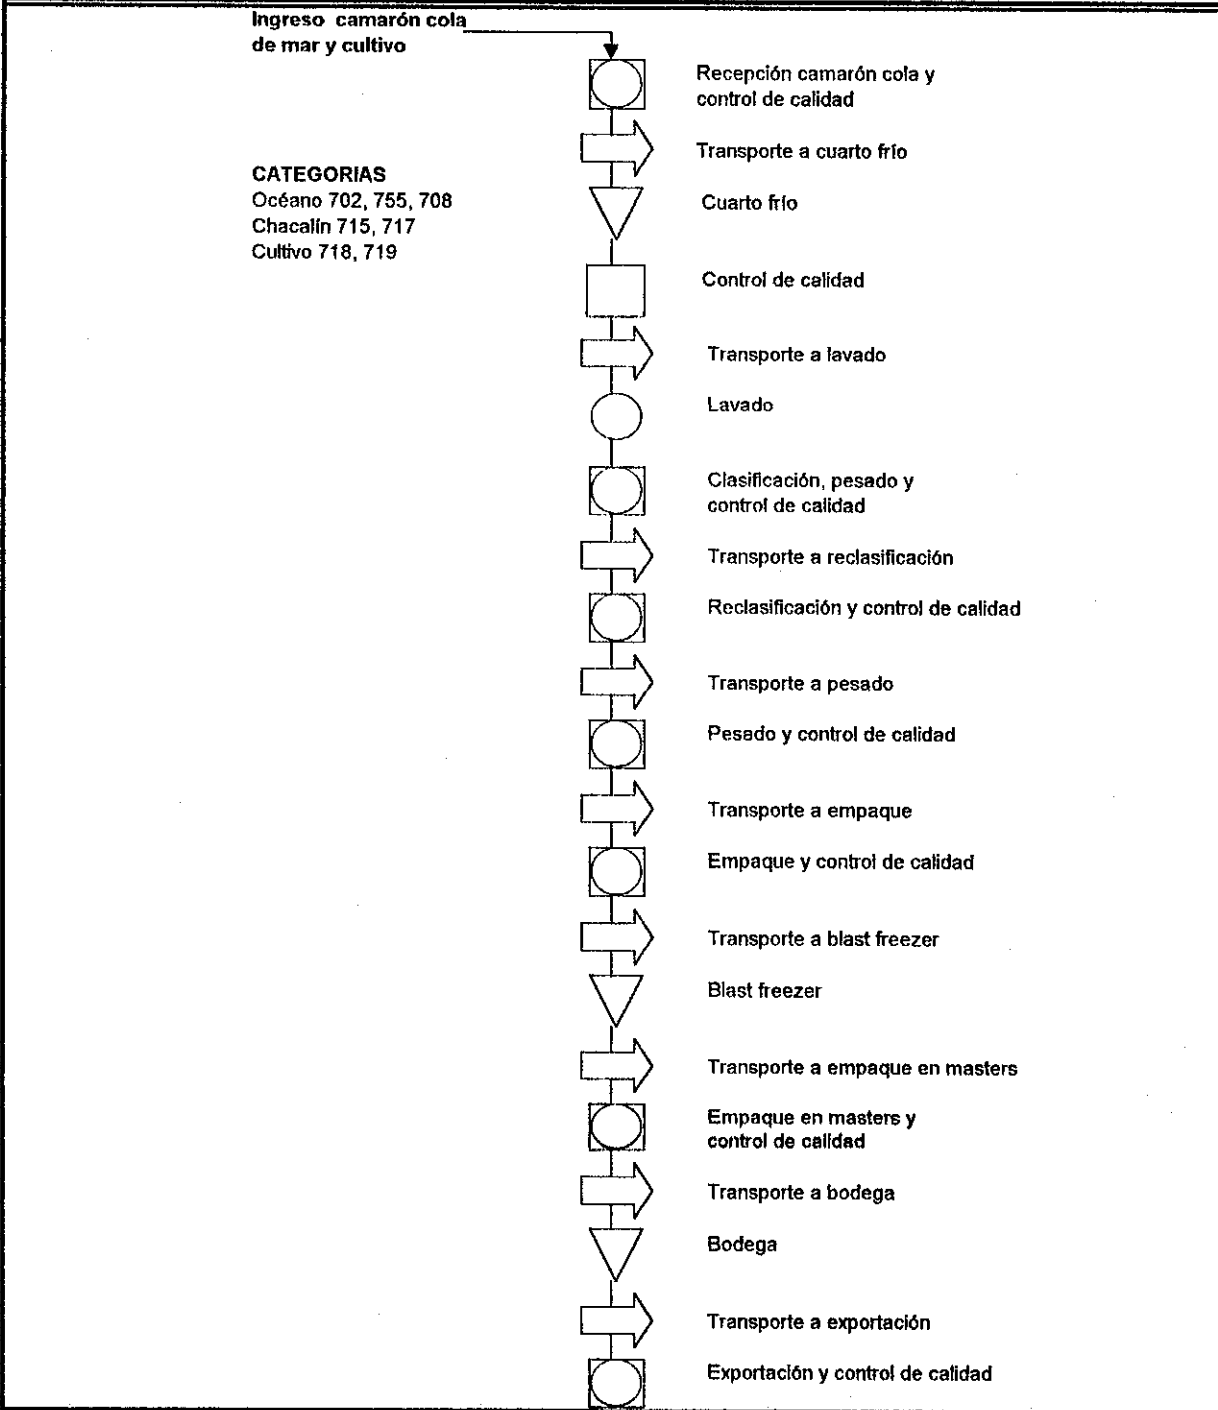 Ingreso camarón cola
de mar y cultivo
Recepción camarón cola y
control de calidad
Transporte a cuarto frío
CATEGORIAS
Océano 702, 755, 708
Chacalín 715, 717
Cultivo 718, 719
Cuarto frío
Control de calidad
Transporte a lavado
Lavado
Clasificación, pesado y
control de calidad
Transporte a reclasificación
Reclasificación y control de calidad
Transporte a pesado
Pesado y control de calidad
Transporte a empaque
Empaque y control de calidad
Transporte a blast freezer
Blast freezer
Transporte a empaque en masters
Empaque en masters y
control de calidad
Transporte a bodega
Bodega
Transporte a exportación
Exportación y control de calidad